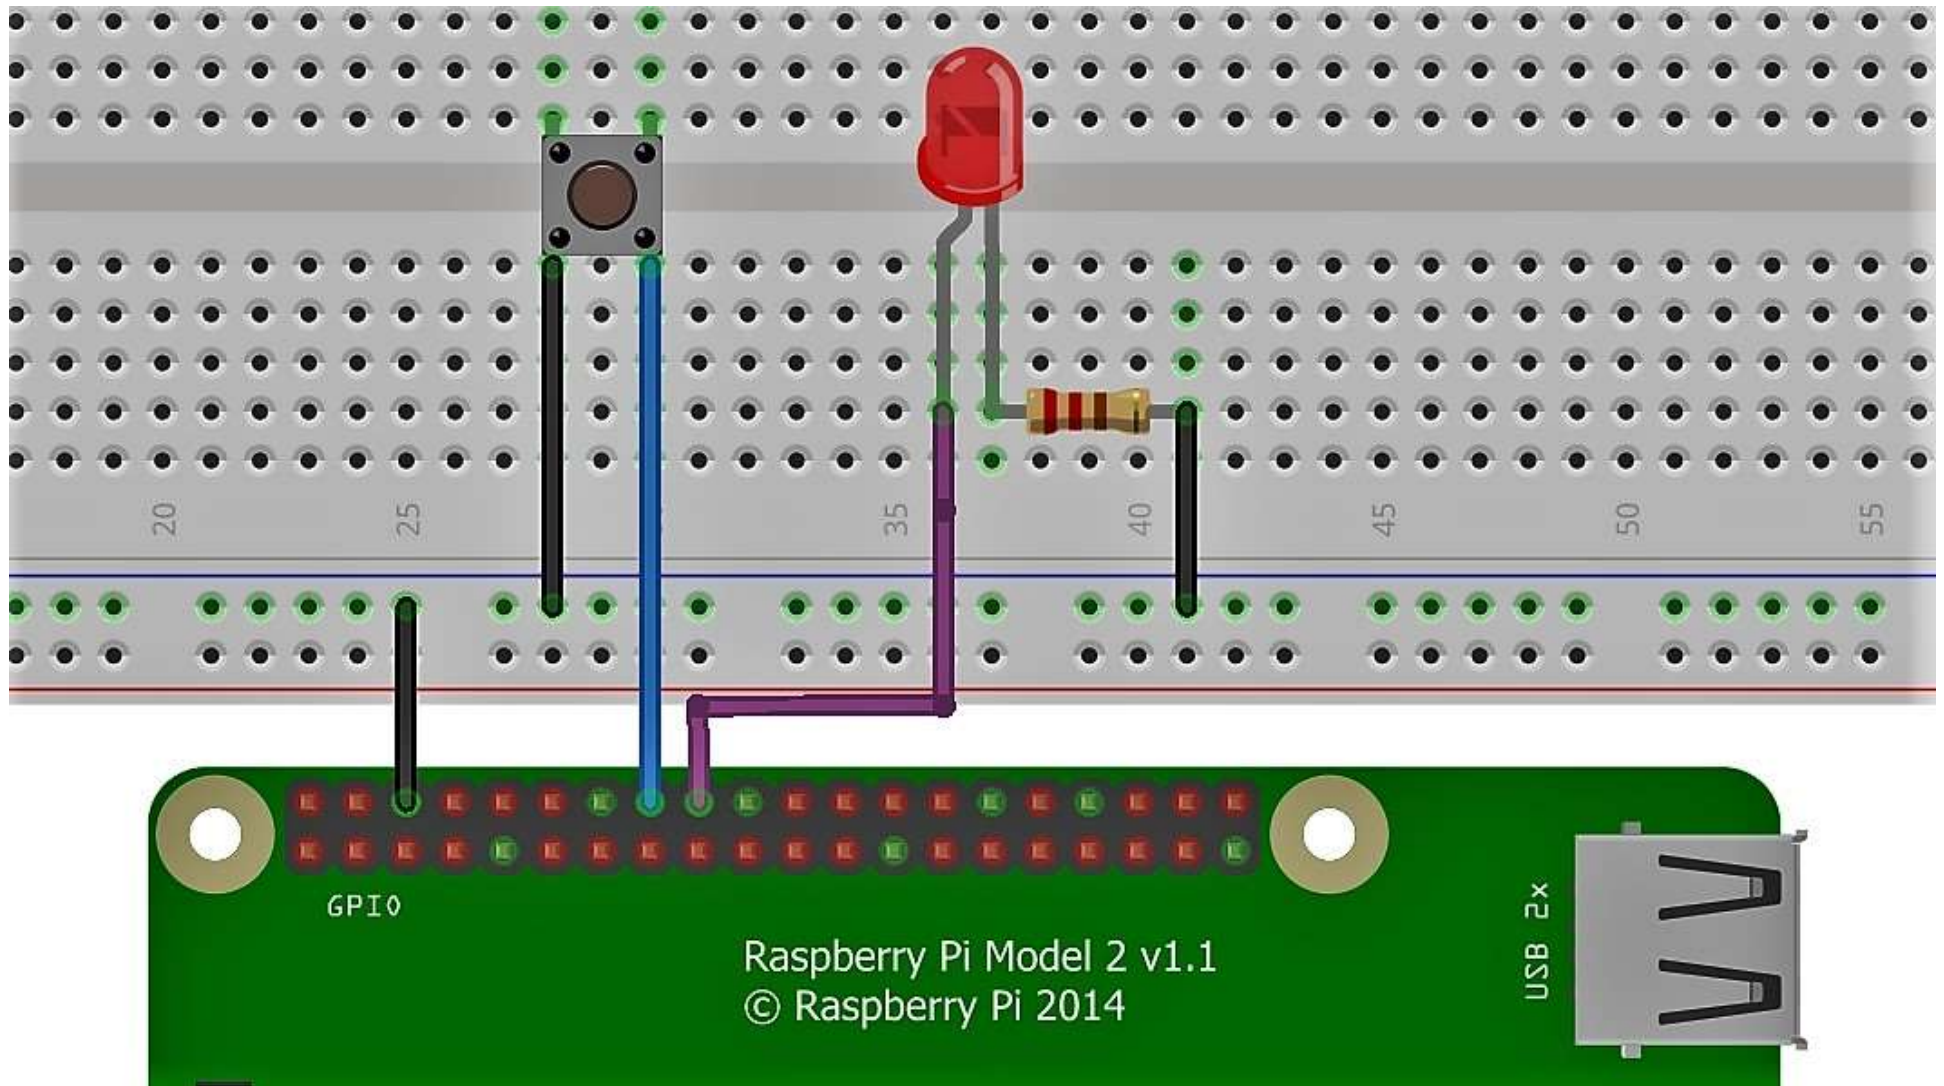 20 25 35 40 45 50 55
GPIO
Raspberry Pi Model 2 v1.1
© Raspberry Pi 2014
USB 2x